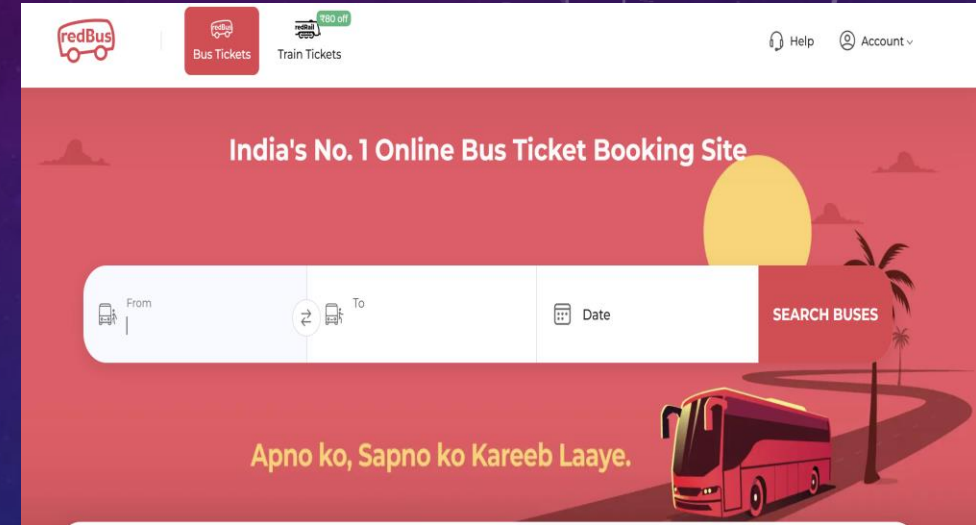 redBus
redBus
Bus Tickets
redRail
₹80 off
Train Tickets
Help
Account
India's No. 1 Online Bus Ticket Booking Site
From
To
Date
SEARCH BUSES
Apno ko, Sapno ko Kareeb Laaye.